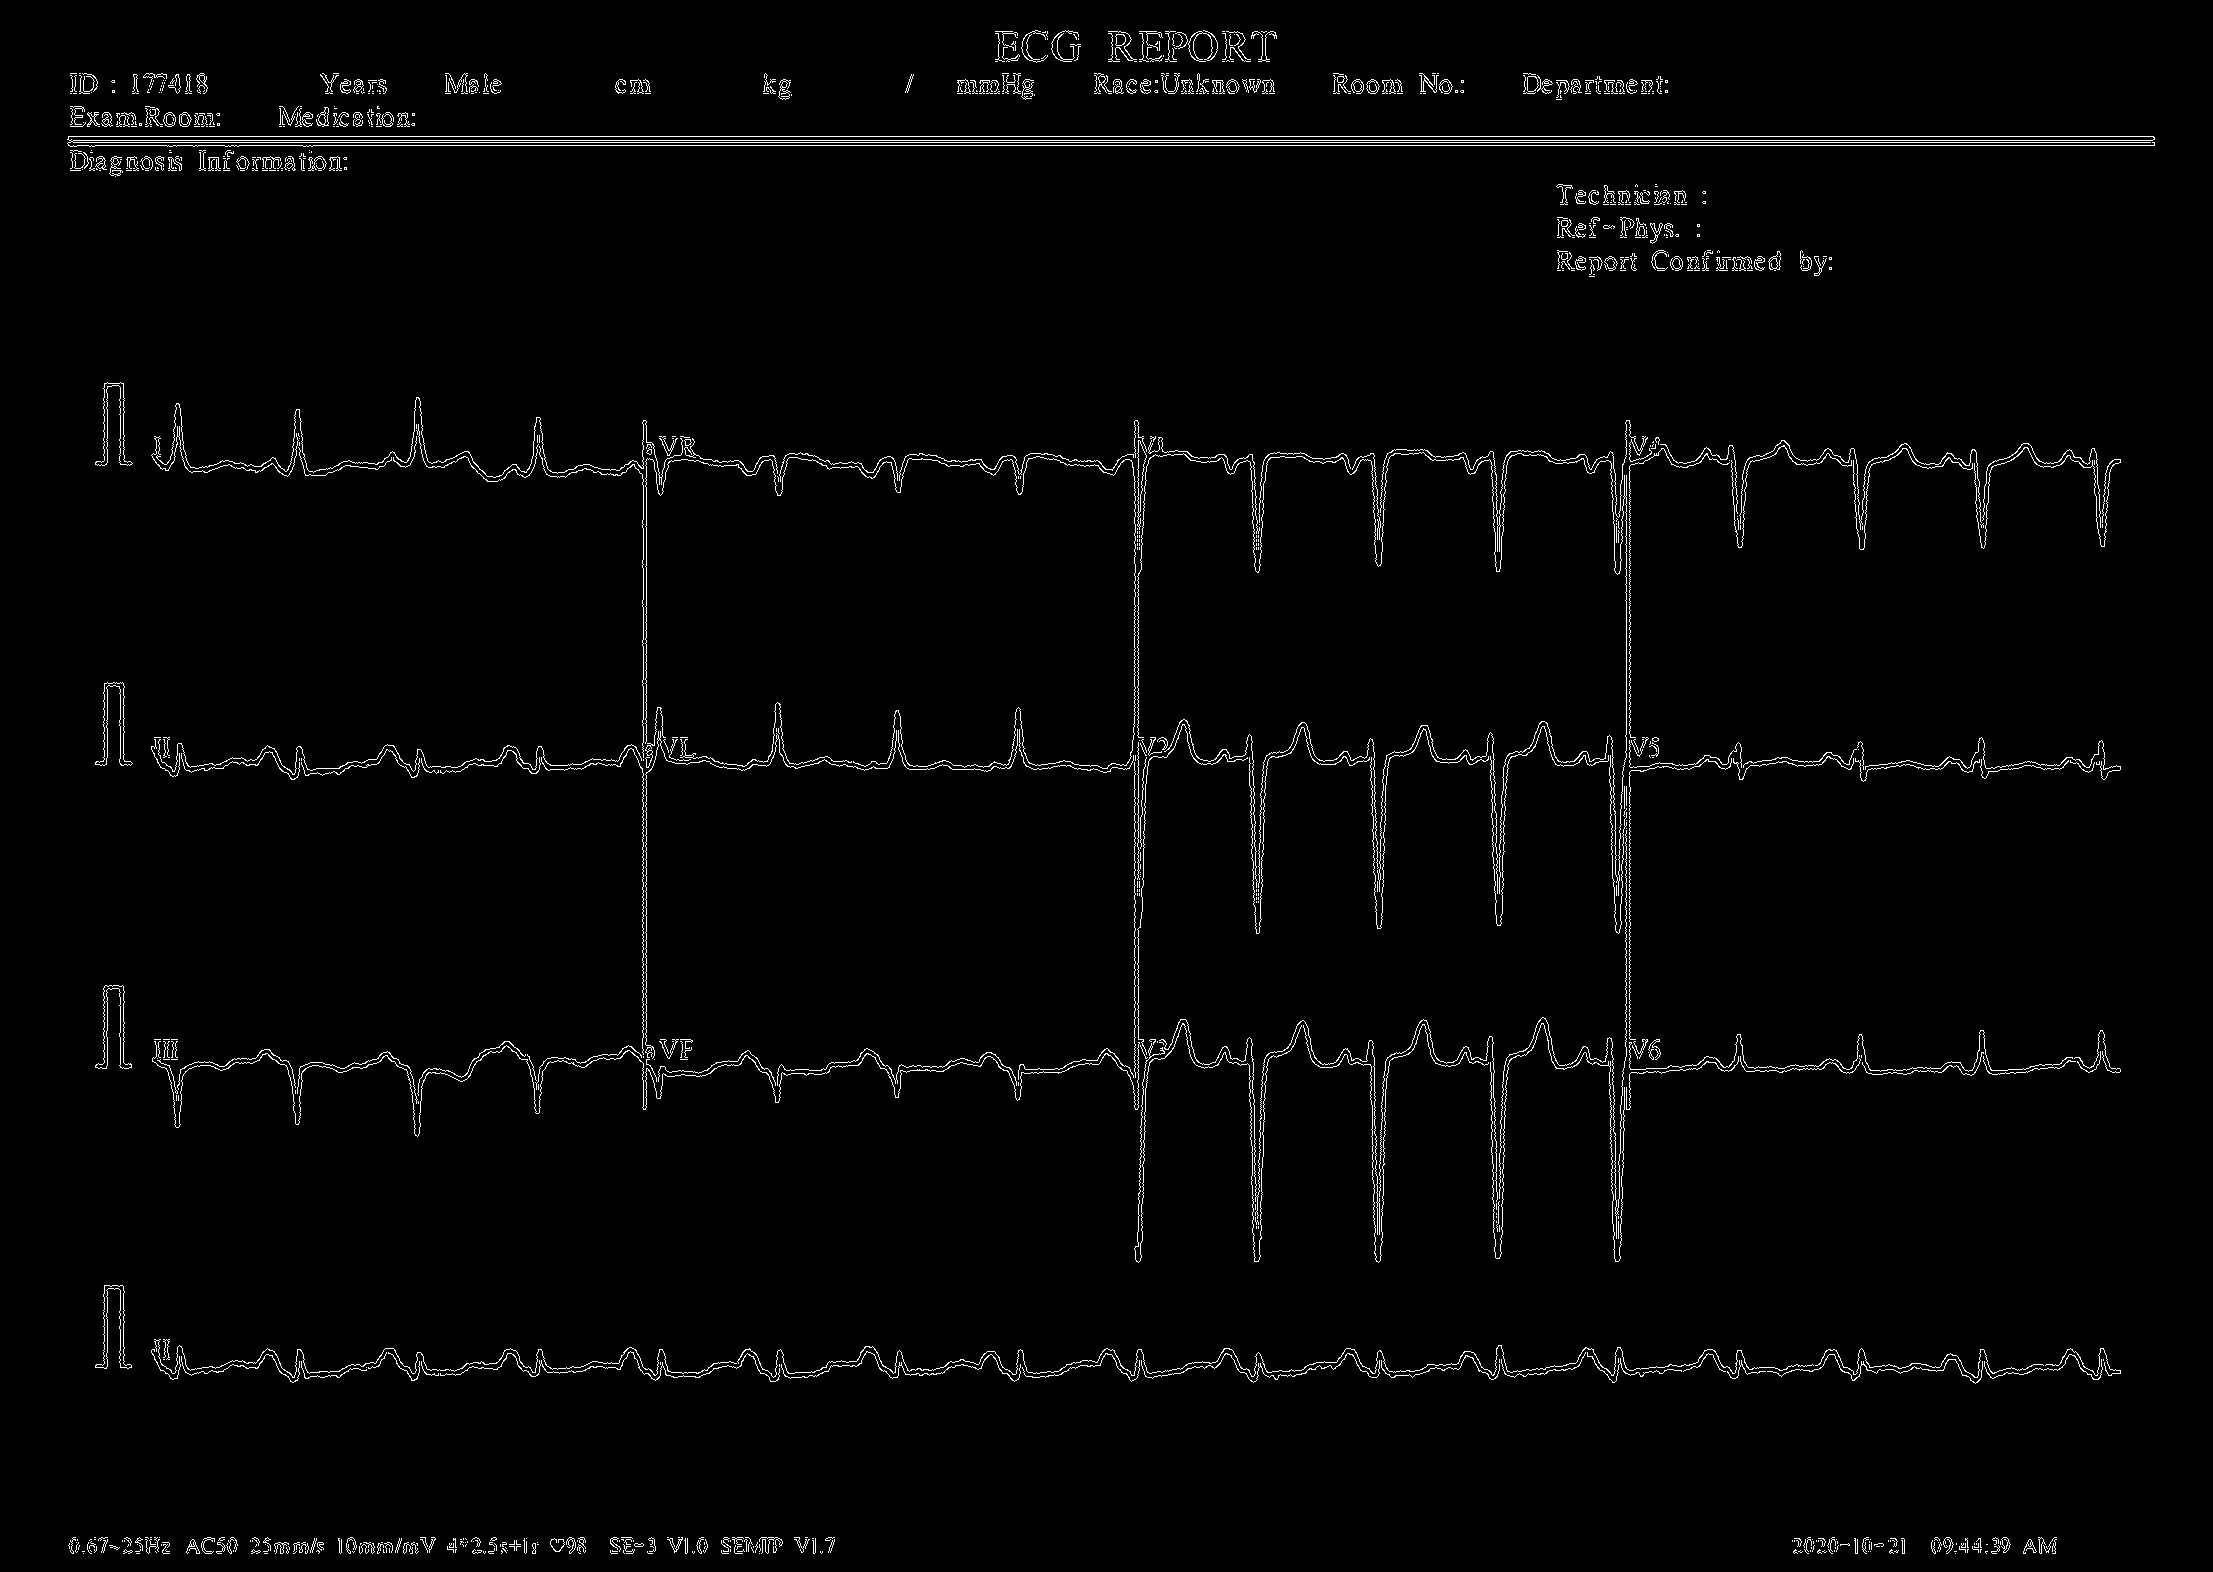 ECG REPORT
ID : 177418 Years Male cm kg / mmHg Race:Unknown Room No.: Department:
Exam.Room: Medication:
Diagnosis Information:
Technician :
Ref-Phys. :
Report Confirmed by:
I aVR V1 V4
II aVL V2 V5
III aVF V3 V6
II
0.67~25Hz AC50 25mm/s 10mm/mV 4*2.5s+1r ♡98 SE-3 V1.0 SEMIP V1.7 2020-10-21 09:44:39 AM